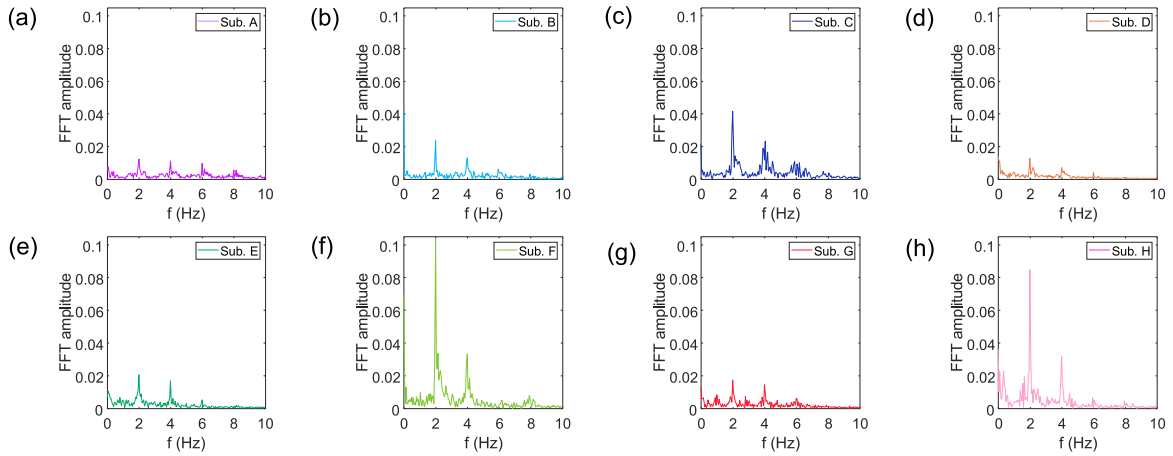 (a)
Sub. A
FFT amplitude
0.1
0.08
0.06
0.04
0.02
0
0 2 4 6 8 10
f (Hz)
(b)
Sub. B
FFT amplitude
0.1
0.08
0.06
0.04
0.02
0
0 2 4 6 8 10
f (Hz)
(c)
Sub. C
FFT amplitude
0.1
0.08
0.06
0.04
0.02
0
0 2 4 6 8 10
f (Hz)
(d)
Sub. D
FFT amplitude
0.1
0.08
0.06
0.04
0.02
0
0 2 4 6 8 10
f (Hz)
(e)
Sub. E
FFT amplitude
0.1
0.08
0.06
0.04
0.02
0
0 2 4 6 8 10
f (Hz)
(f)
Sub. F
FFT amplitude
0.1
0.08
0.06
0.04
0.02
0
0 2 4 6 8 10
f (Hz)
(g)
Sub. G
FFT amplitude
0.1
0.08
0.06
0.04
0.02
0
0 2 4 6 8 10
f (Hz)
(h)
Sub. H
FFT amplitude
0.1
0.08
0.06
0.04
0.02
0
0 2 4 6 8 10
f (Hz)